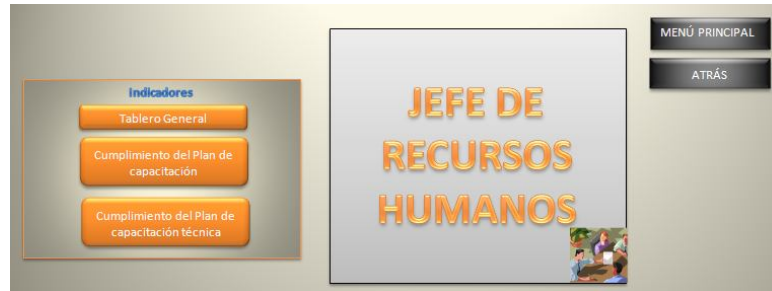 Indicadores
Tablero General
Cumplimiento del Plan de
capacitación
Cumplimiento del Plan de
capacitación técnica
JEFE DE
RECURSOS
HUMANOS
MENÚ PRINCIPAL
ATRÁS